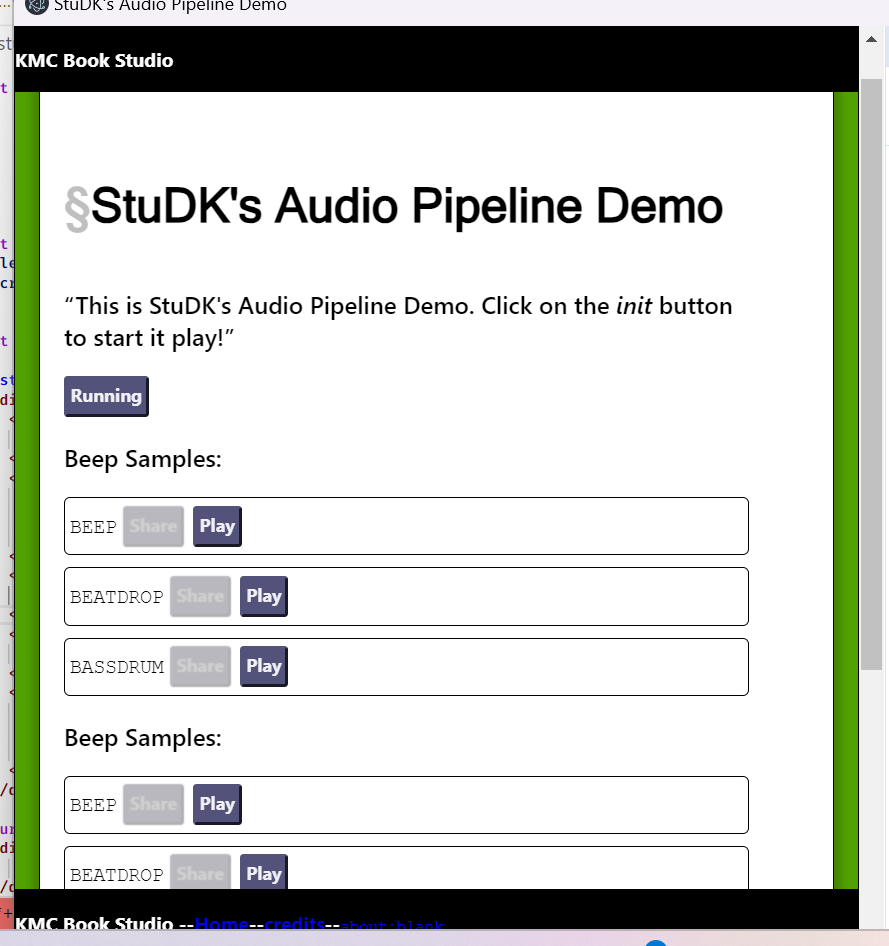 StuDK's Audio Pipeline Demo
KMC Book Studio
§StuDK's Audio Pipeline Demo
“This is StuDK's Audio Pipeline Demo. Click on the init button
to start it play!”
Running
Beep Samples:
BEEP Share Play
BEATDROP Share Play
BASSDRUM Share Play
Beep Samples:
BEEP Share Play
BEATDROP Share Play
KMC Book Studio --Home--credits--about:blank